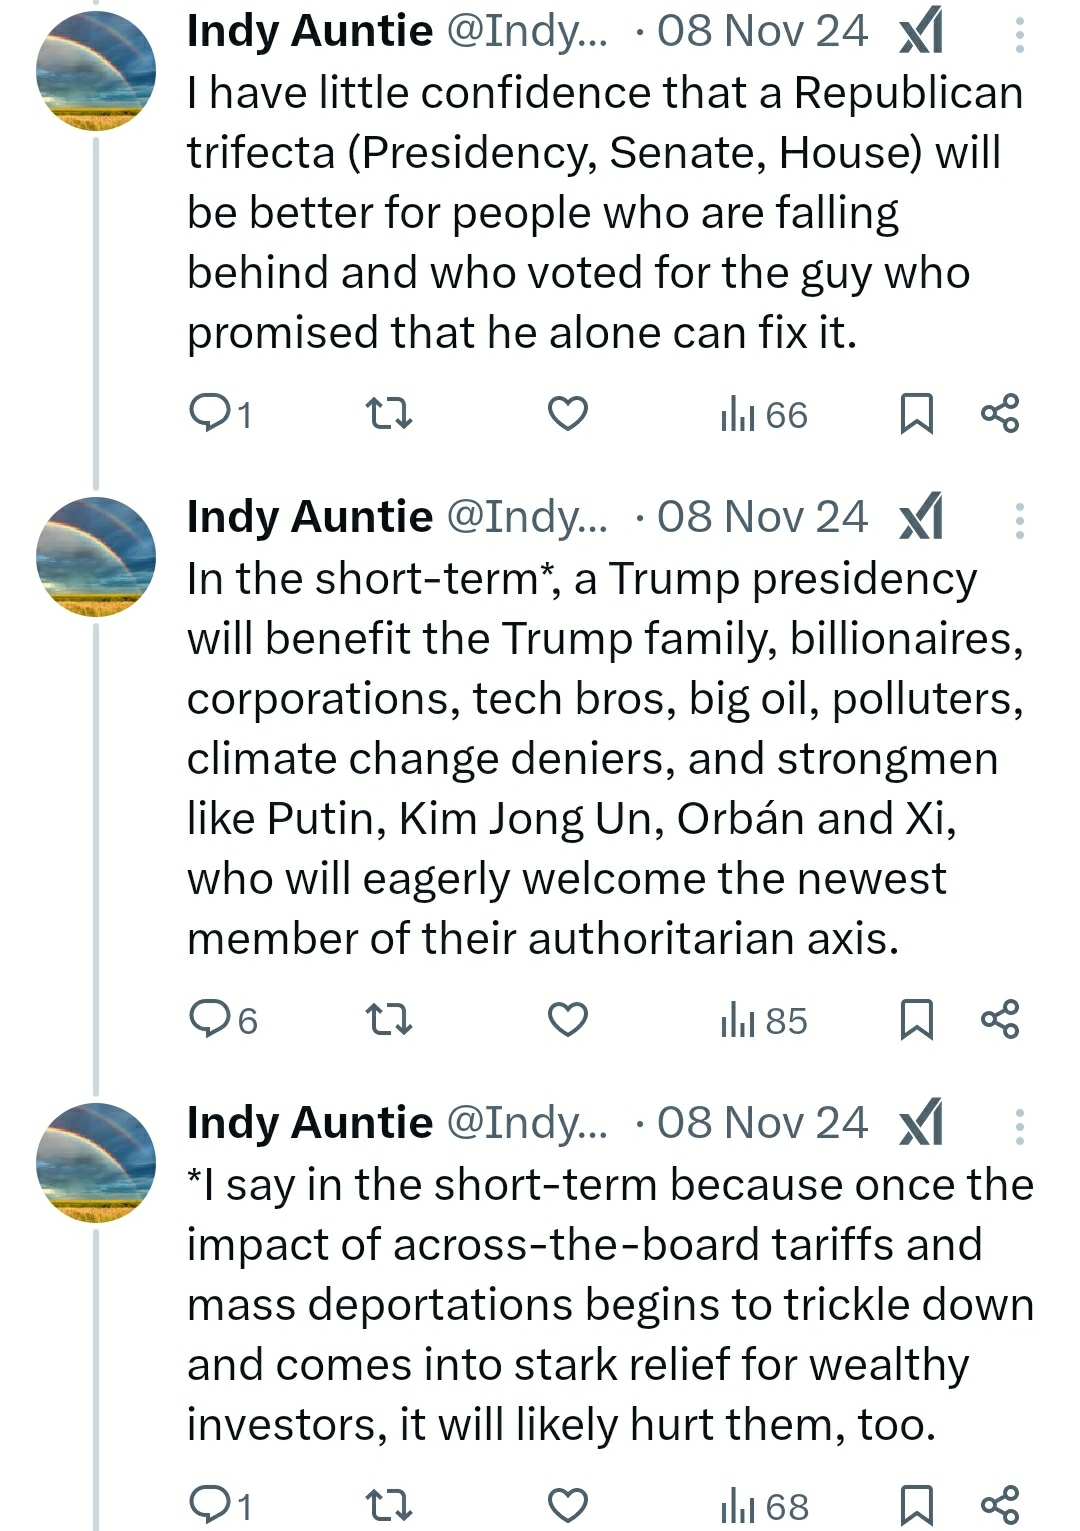 Indy Auntie @Indy... · 08 Nov 24
I have little confidence that a Republican
trifecta (Presidency, Senate, House) will
be better for people who are falling
behind and who voted for the guy who
promised that he alone can fix it.
1 66
Indy Auntie @Indy... · 08 Nov 24
In the short-term*, a Trump presidency
will benefit the Trump family, billionaires,
corporations, tech bros, big oil, polluters,
climate change deniers, and strongmen
like Putin, Kim Jong Un, Orbán and Xi,
who will eagerly welcome the newest
member of their authoritarian axis.
6 85
Indy Auntie @Indy... · 08 Nov 24
*I say in the short-term because once the
impact of across-the-board tariffs and
mass deportations begins to trickle down
and comes into stark relief for wealthy
investors, it will likely hurt them, too.
1 68